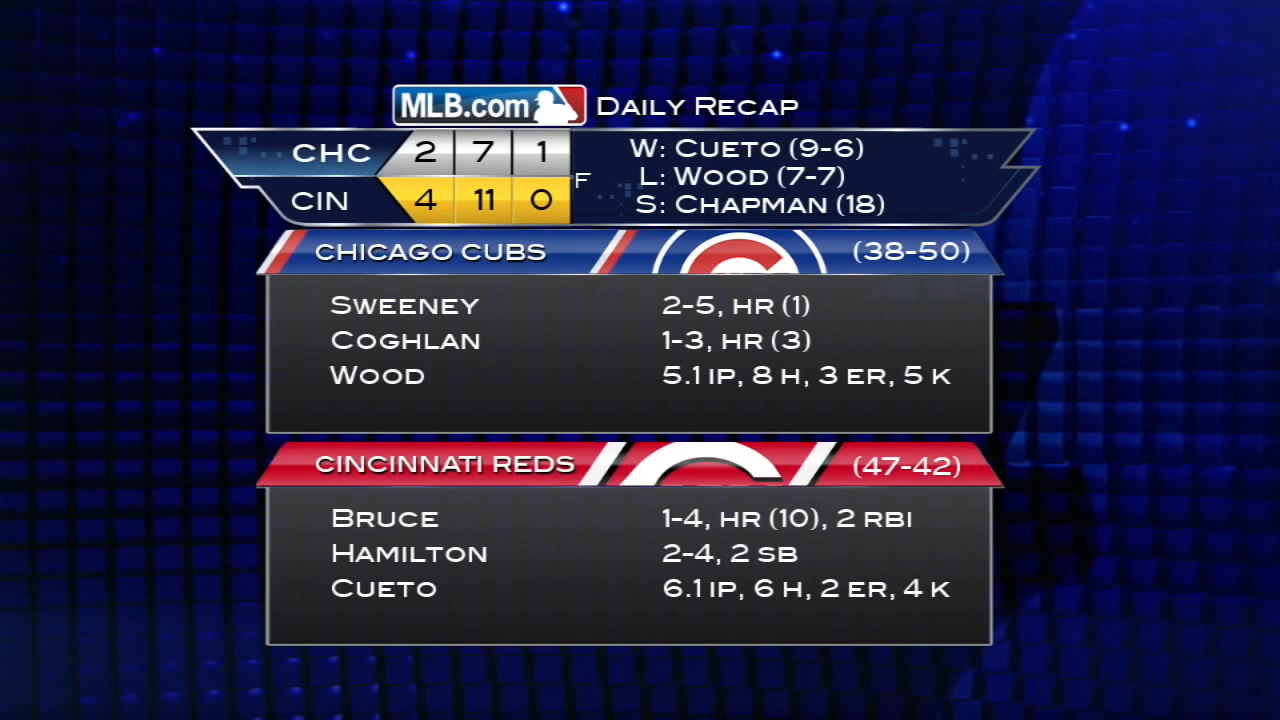 MLB.com Daily Recap
CHC 2 7 1
CIN 4 11 0
F
W: Cueto (9-6)
L: Wood (7-7)
S: Chapman (18)
CHICAGO CUBS (38-50)
Sweeney 2-5, HR (1)
Coghlan 1-3, HR (3)
Wood 5.1 IP, 8 H, 3 ER, 5 K
CINCINNATI REDS (47-42)
Bruce 1-4, HR (10), 2 RBI
Hamilton 2-4, 2 SB
Cueto 6.1 IP, 6 H, 2 ER, 4 K